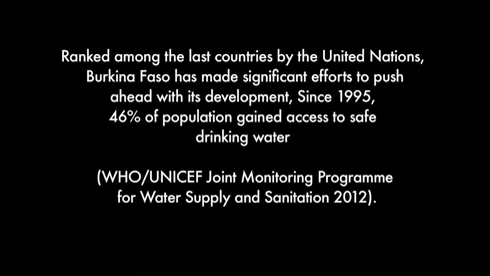 Ranked among the last countries by the United Nations,
Burkina Faso has made significant efforts to push
ahead with its development, Since 1995,
46% of population gained access to safe
drinking water
(WHO/UNICEF Joint Monitoring Programme
for Water Supply and Sanitation 2012).